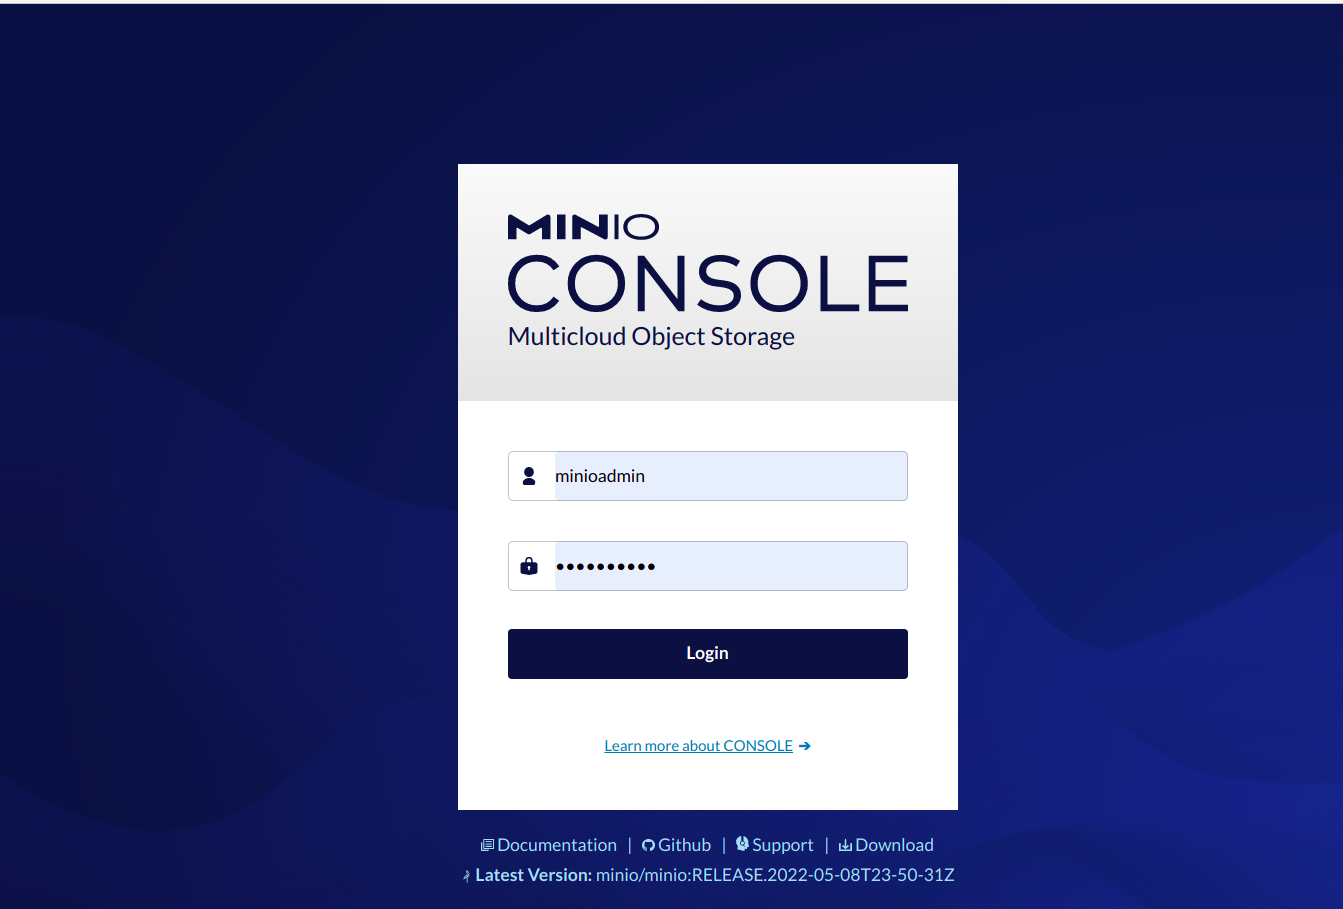 MINIO
CONSOLE
Multicloud Object Storage
minioadmin
••••••••••
Login
Learn more about CONSOLE ➔
Documentation | Github | Support | Download
Latest Version: minio/minio:RELEASE.2022-05-08T23-50-31Z